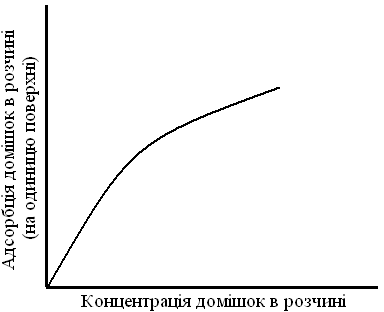 Адсорбція домішок в розчині
(на одиницю поверхні)
Концентрація домішок в розчині